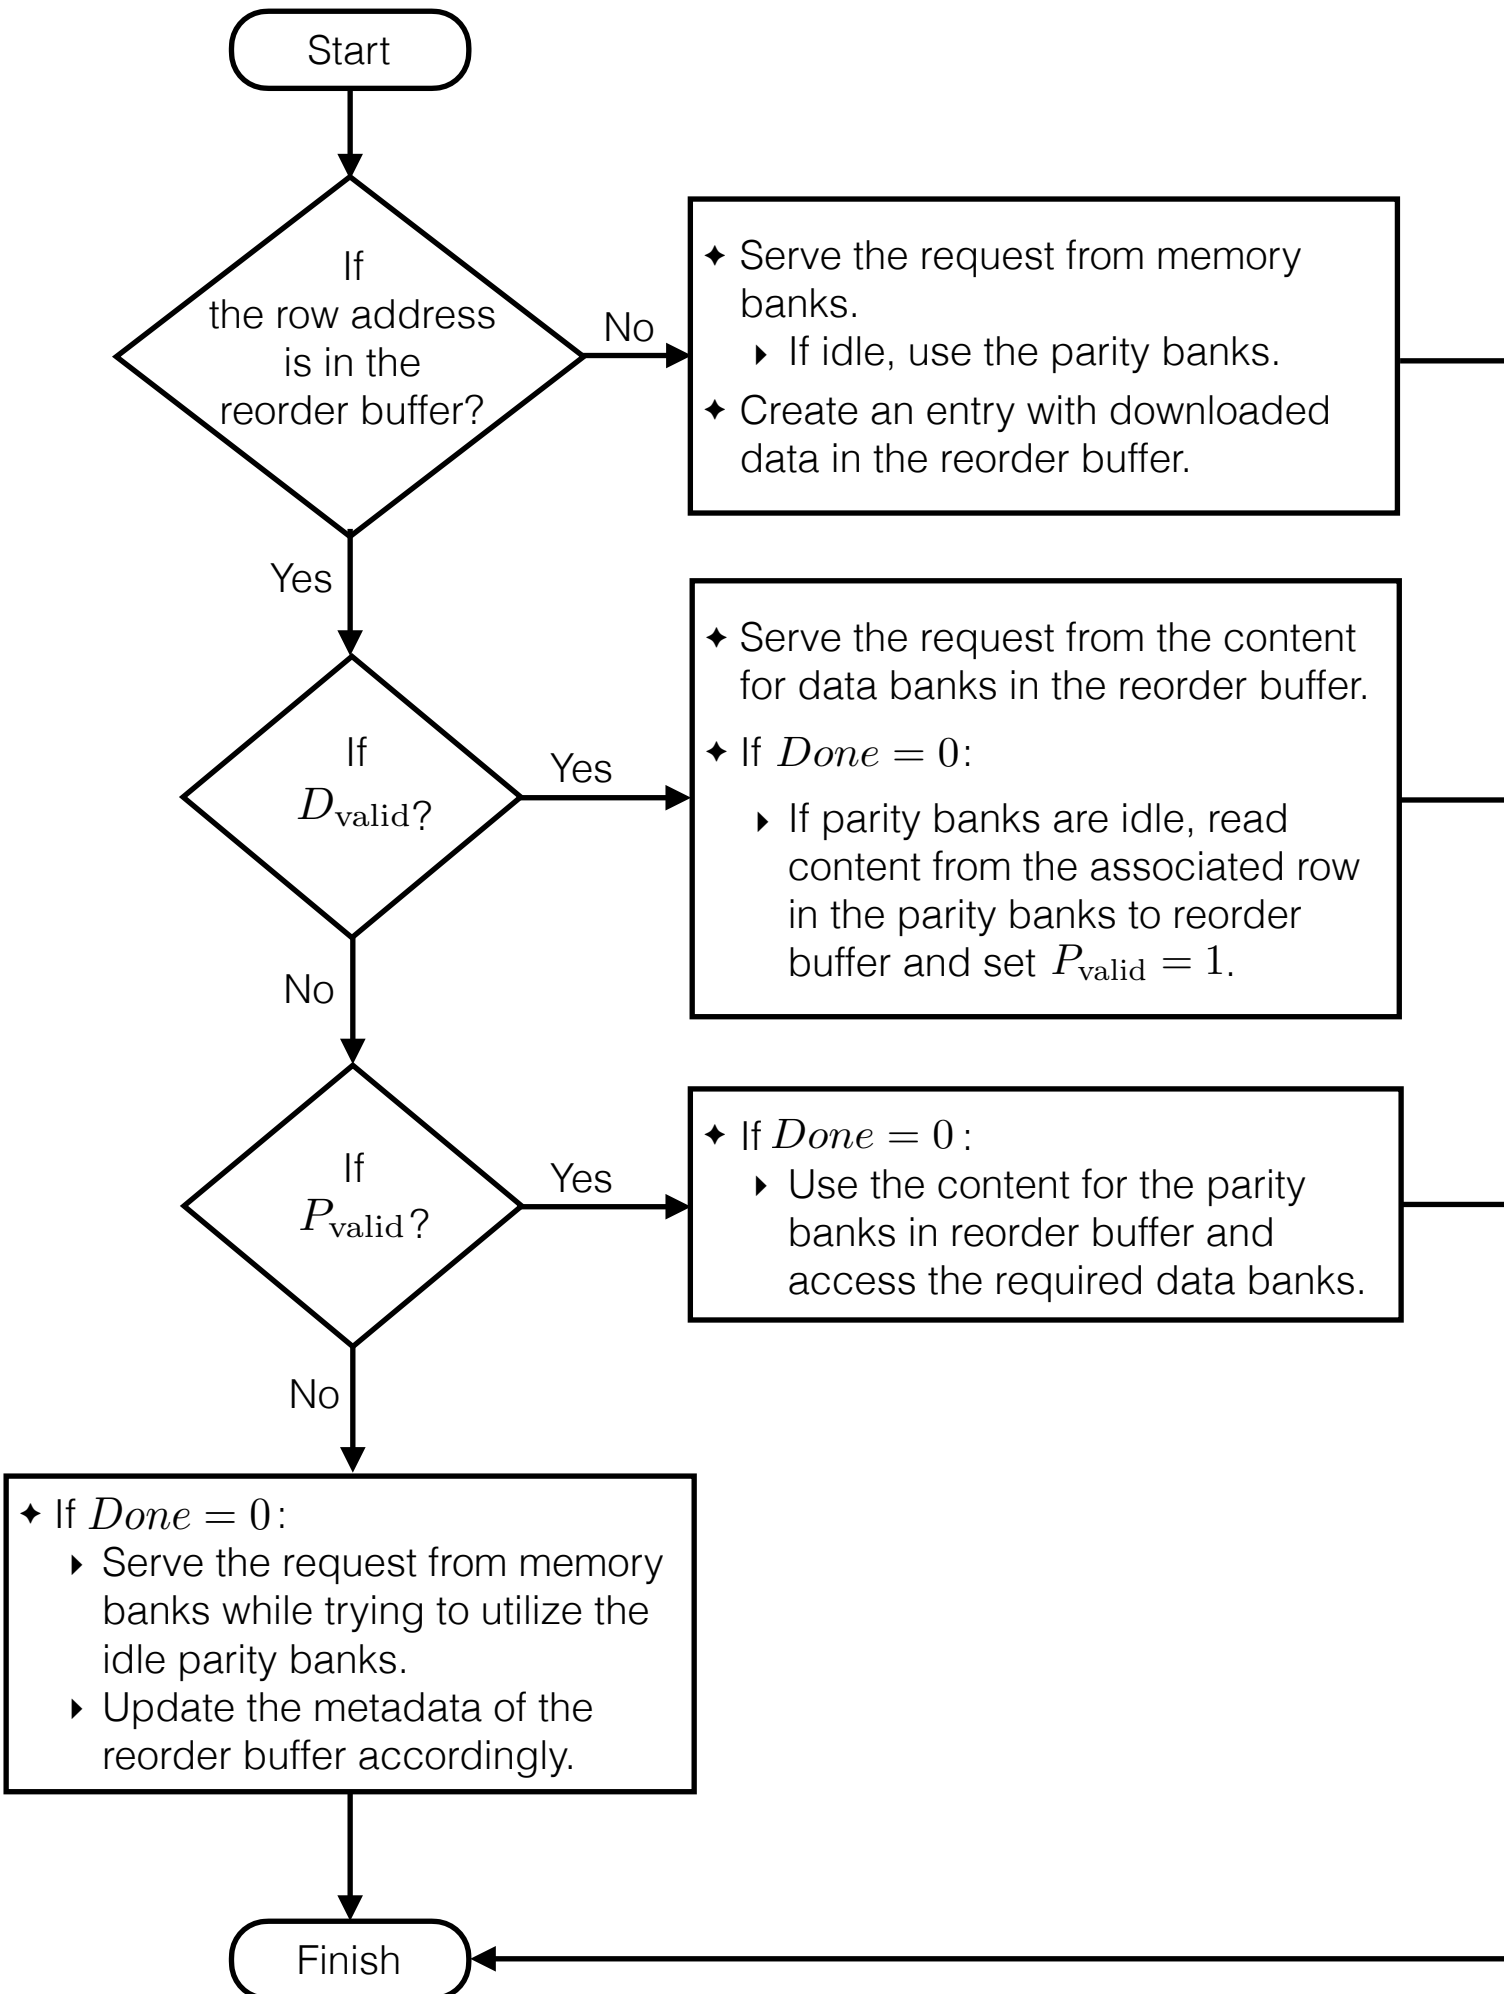 Start
If
the row address
is in the
reorder buffer?
No
✦ Serve the request from memory
banks.
‣ If idle, use the parity banks.
✦ Create an entry with downloaded
data in the reorder buffer.
Yes
If
D_valid?
Yes
✦ Serve the request from the content
for data banks in the reorder buffer.
✦ If Done = 0:
‣ If parity banks are idle, read
content from the associated row
in the parity banks to reorder
buffer and set P_valid = 1.
No
If
P_valid?
Yes
✦ If Done = 0:
‣ Use the content for the parity
banks in reorder buffer and
access the required data banks.
No
✦ If Done = 0:
‣ Serve the request from memory
banks while trying to utilize the
idle parity banks.
‣ Update the metadata of the
reorder buffer accordingly.
Finish